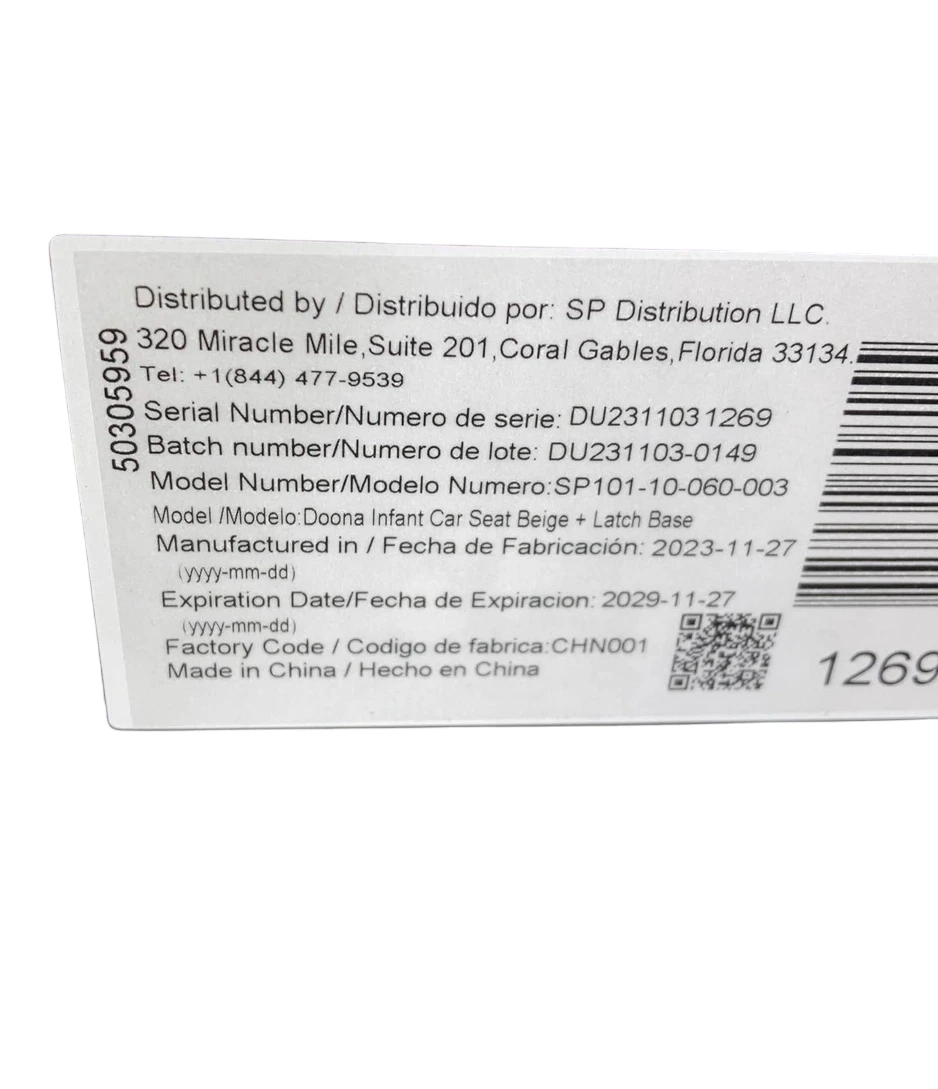 Distributed by / Distribuido por: SP Distribution LLC.
320 Miracle Mile,Suite 201,Coral Gables,Florida 33134.
Tel: +1(844) 477-9539
Serial Number/Numero de serie: DU2311031269
Batch number/Numero de lote: DU231103-0149
Model Number/Modelo Numero:SP101-10-060-003
Model /Modelo:Doona Infant Car Seat Beige + Latch Base
Manufactured in / Fecha de Fabricación: 2023-11-27
(yyyy-mm-dd)
Expiration Date/Fecha de Expiracion: 2029-11-27
(yyyy-mm-dd)
Factory Code / Codigo de fabrica:CHN001
Made in China / Hecho en China
50305959
1269